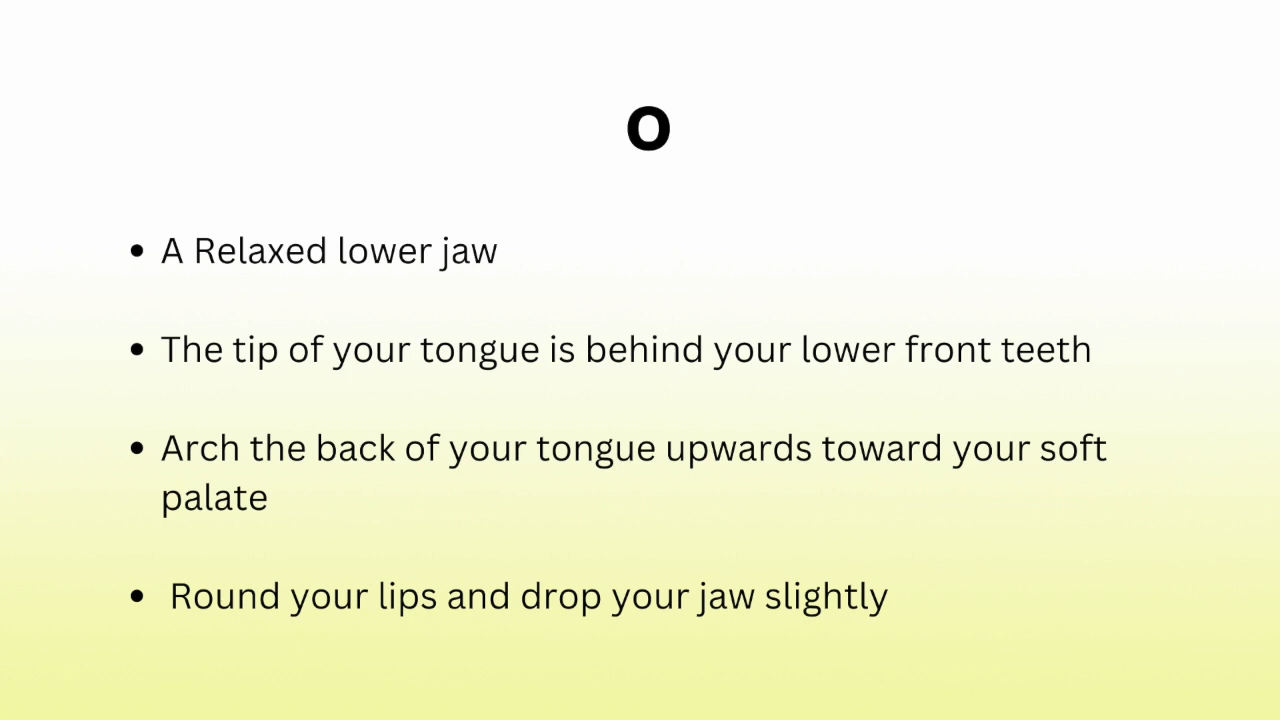 o
• A Relaxed lower jaw
• The tip of your tongue is behind your lower front teeth
• Arch the back of your tongue upwards toward your soft
palate
• Round your lips and drop your jaw slightly